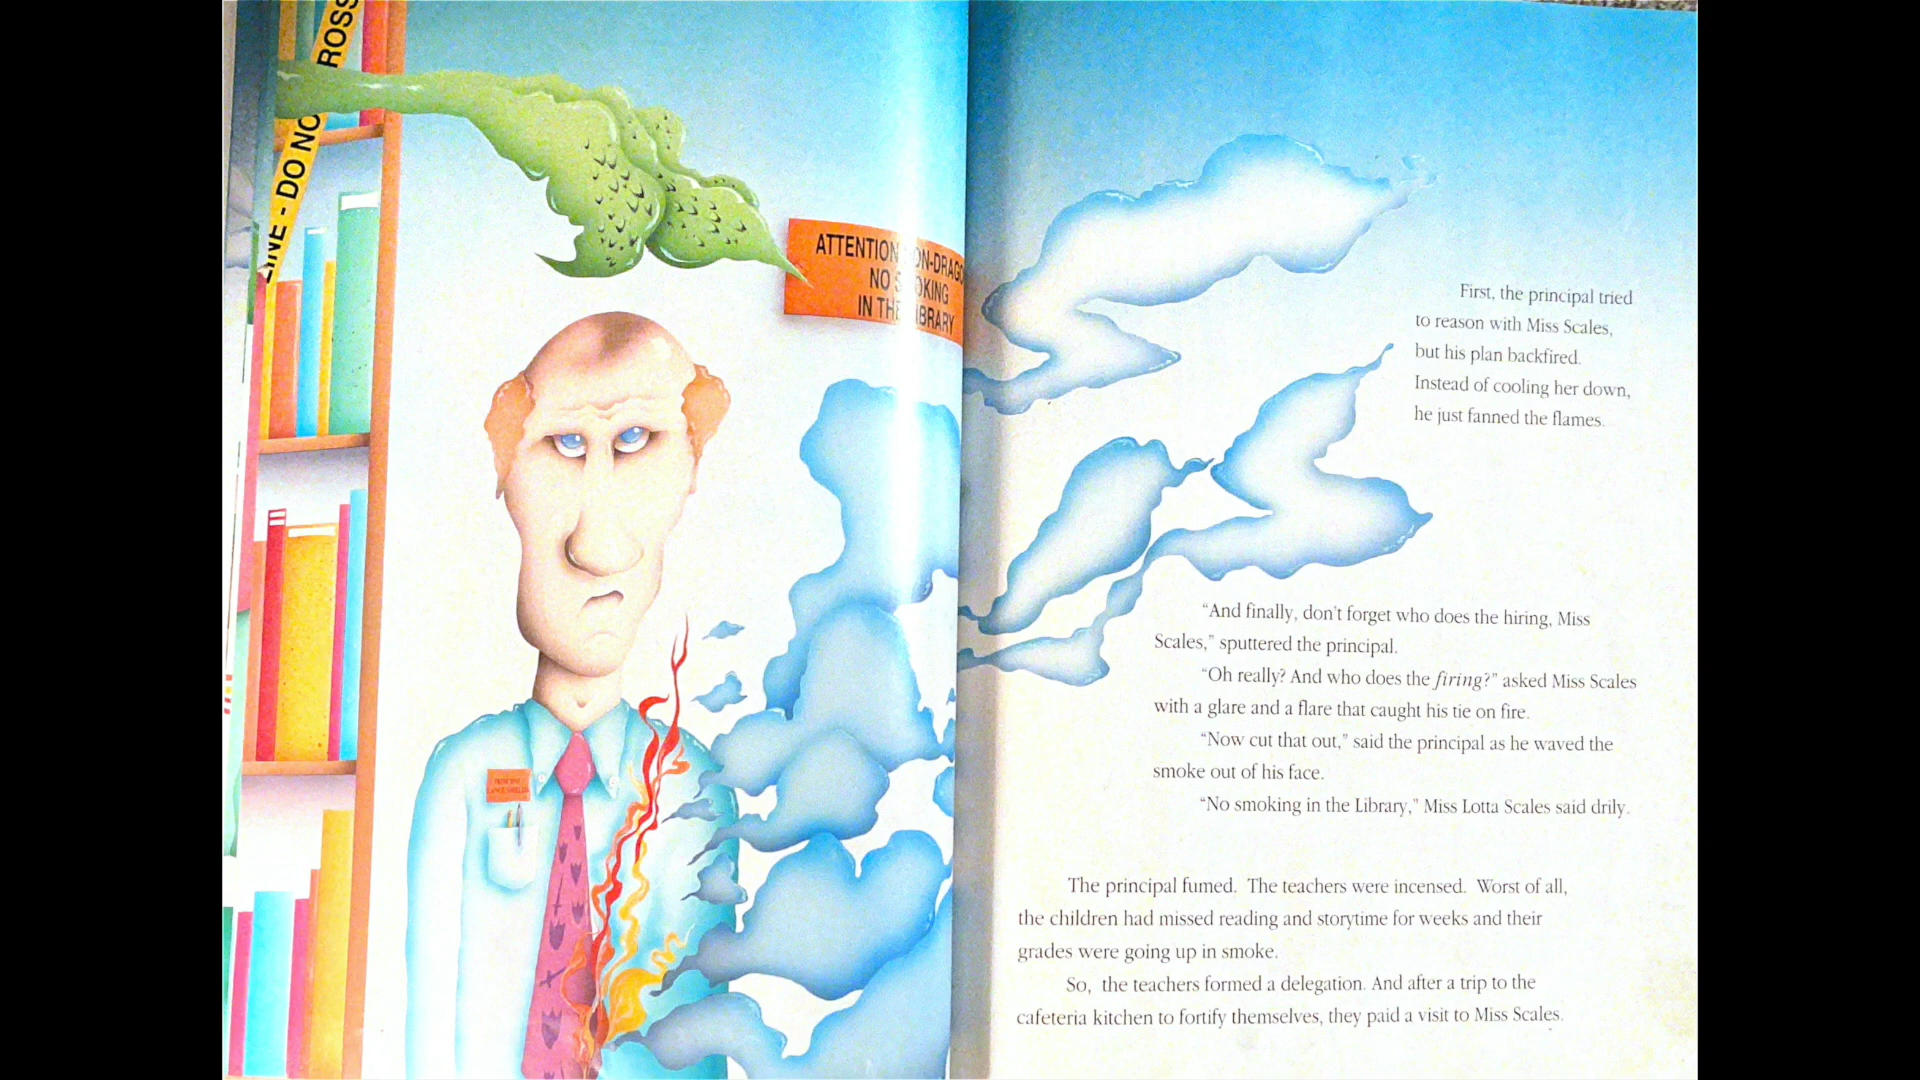 LINE - DO NO ROSS
ATTENTION ON-DRAGO
NO S OKING
IN THE IBRARY
PRINCIPAL
LANCE SHIELDS
First, the principal tried
to reason with Miss Scales,
but his plan backfired.
Instead of cooling her down,
he just fanned the flames.
“And finally, don't forget who does the hiring, Miss
Scales,” sputtered the principal.
“Oh really? And who does the firing?” asked Miss Scales
with a glare and a flare that caught his tie on fire.
“Now cut that out,” said the principal as he waved the
smoke out of his face.
“No smoking in the Library,” Miss Lotta Scales said drily.
The principal fumed. The teachers were incensed. Worst of all,
the children had missed reading and storytime for weeks and their
grades were going up in smoke.
So, the teachers formed a delegation. And after a trip to the
cafeteria kitchen to fortify themselves, they paid a visit to Miss Scales.